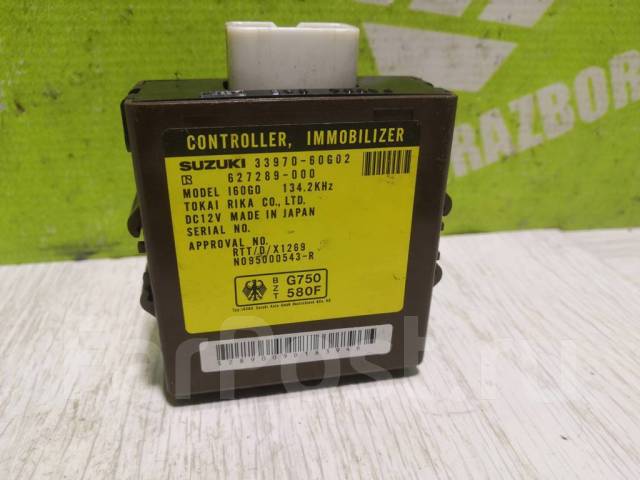 CONTROLLER, IMMOBILIZER
SUZUKI 33970-60G02
R 627289-000
MODEL I60G0 134.2KHz
TOKAI RIKA CO., LTD.
DC12V MADE IN JAPAN
SERIAL NO.
APPROVAL NO.
RTT/D/X1269
N095000543-R
B Z T
G750
580F
RAZBOR